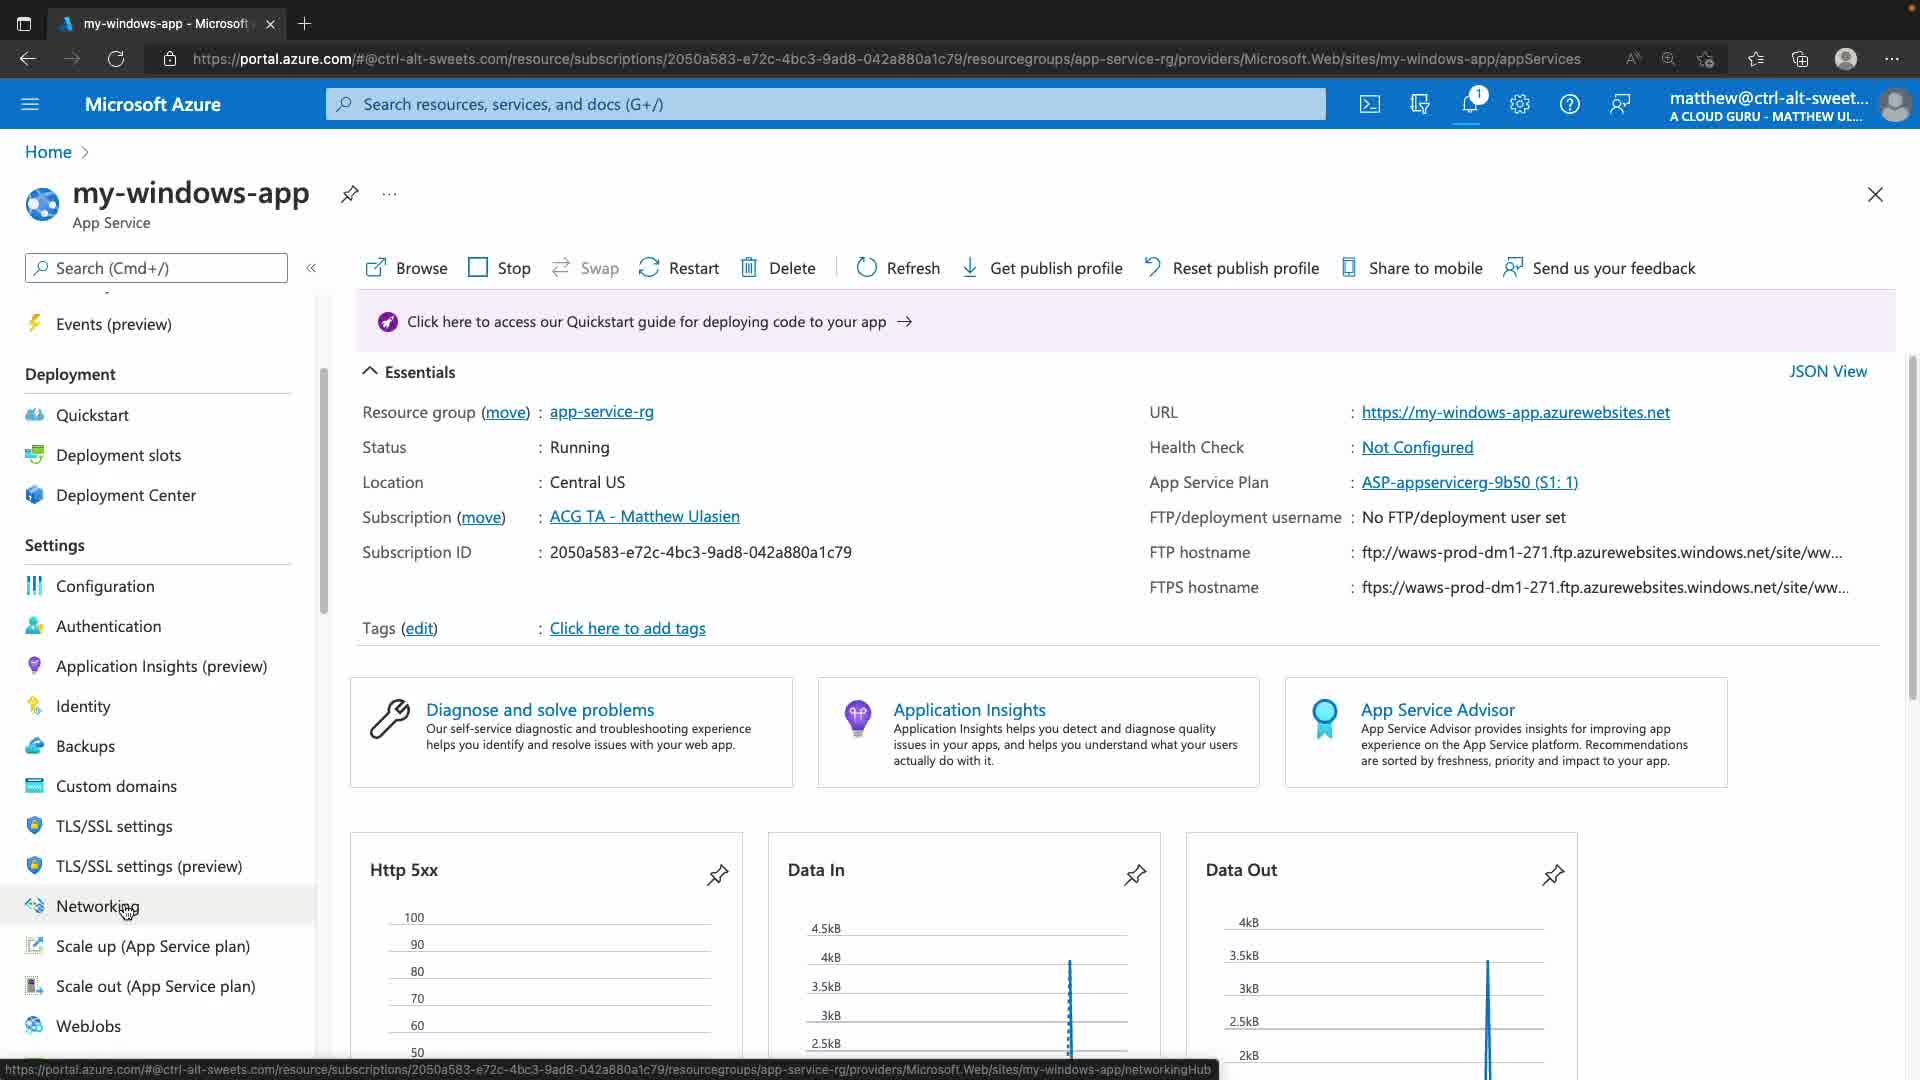 my-windows-app - Microsoft
https://portal.azure.com/#@ctrl-alt-sweets.com/resource/subscriptions/2050a583-e72c-4bc3-9ad8-042a880a1c79/resourcegroups/app-service-rg/providers/Microsoft.Web/sites/my-windows-app/appServices
Microsoft Azure
Search resources, services, and docs (G+/)
1
matthew@ctrl-alt-sweet...
A CLOUD GURU - MATTHEW UL...
Home
my-windows-app
...
App Service
Search (Cmd+/)
«
Browse
Stop
Swap
Restart
Delete
Refresh
Get publish profile
Reset publish profile
Share to mobile
Send us your feedback
Events (preview)
Deployment
Quickstart
Deployment slots
Deployment Center
Settings
Configuration
Authentication
Application Insights (preview)
Identity
Backups
Custom domains
TLS/SSL settings
TLS/SSL settings (preview)
Networking
Scale up (App Service plan)
Scale out (App Service plan)
WebJobs
Click here to access our Quickstart guide for deploying code to your app →
Essentials
JSON View
Resource group (move) : app-service-rg
Status : Running
Location : Central US
Subscription (move) : ACG TA - Matthew Ulasien
Subscription ID : 2050a583-e72c-4bc3-9ad8-042a880a1c79
Tags (edit) : Click here to add tags
URL : https://my-windows-app.azurewebsites.net
Health Check : Not Configured
App Service Plan : ASP-appservicerg-9b50 (S1: 1)
FTP/deployment username : No FTP/deployment user set
FTP hostname : ftp://waws-prod-dm1-271.ftp.azurewebsites.windows.net/site/ww...
FTPS hostname : ftps://waws-prod-dm1-271.ftp.azurewebsites.windows.net/site/ww...
Diagnose and solve problems
Our self-service diagnostic and troubleshooting experience
helps you identify and resolve issues with your web app.
Application Insights
Application Insights helps you detect and diagnose quality
issues in your apps, and helps you understand what your users
actually do with it.
App Service Advisor
App Service Advisor provides insights for improving app
experience on the App Service platform. Recommendations
are sorted by freshness, priority and impact to your app.
Http 5xx
100
90
80
70
60
50
Data In
4.5kB
4kB
3.5kB
3kB
2.5kB
Data Out
4kB
3.5kB
3kB
2.5kB
2kB
https://portal.azure.com/#@ctrl-alt-sweets.com/resource/subscriptions/2050a583-e72c-4bc3-9ad8-042a880a1c79/resourcegroups/app-service-rg/providers/Microsoft.Web/sites/my-windows-app/networkingHub